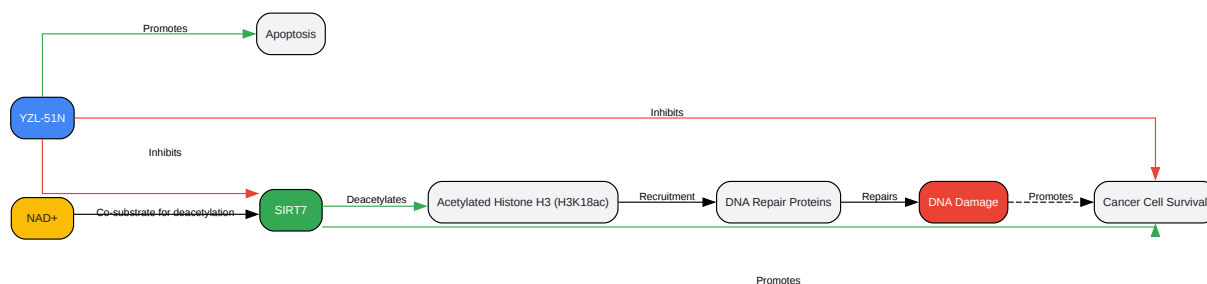 Promotes
Apoptosis
YZL-51N
Inhibits
Inhibits
NAD+
Co-substrate for deacetylation
SIRT7
Deacetylates
Acetylated Histone H3 (H3K18ac)
Recruitment
DNA Repair Proteins
Repairs
DNA Damage
Promotes
Cancer Cell Survival
Promotes